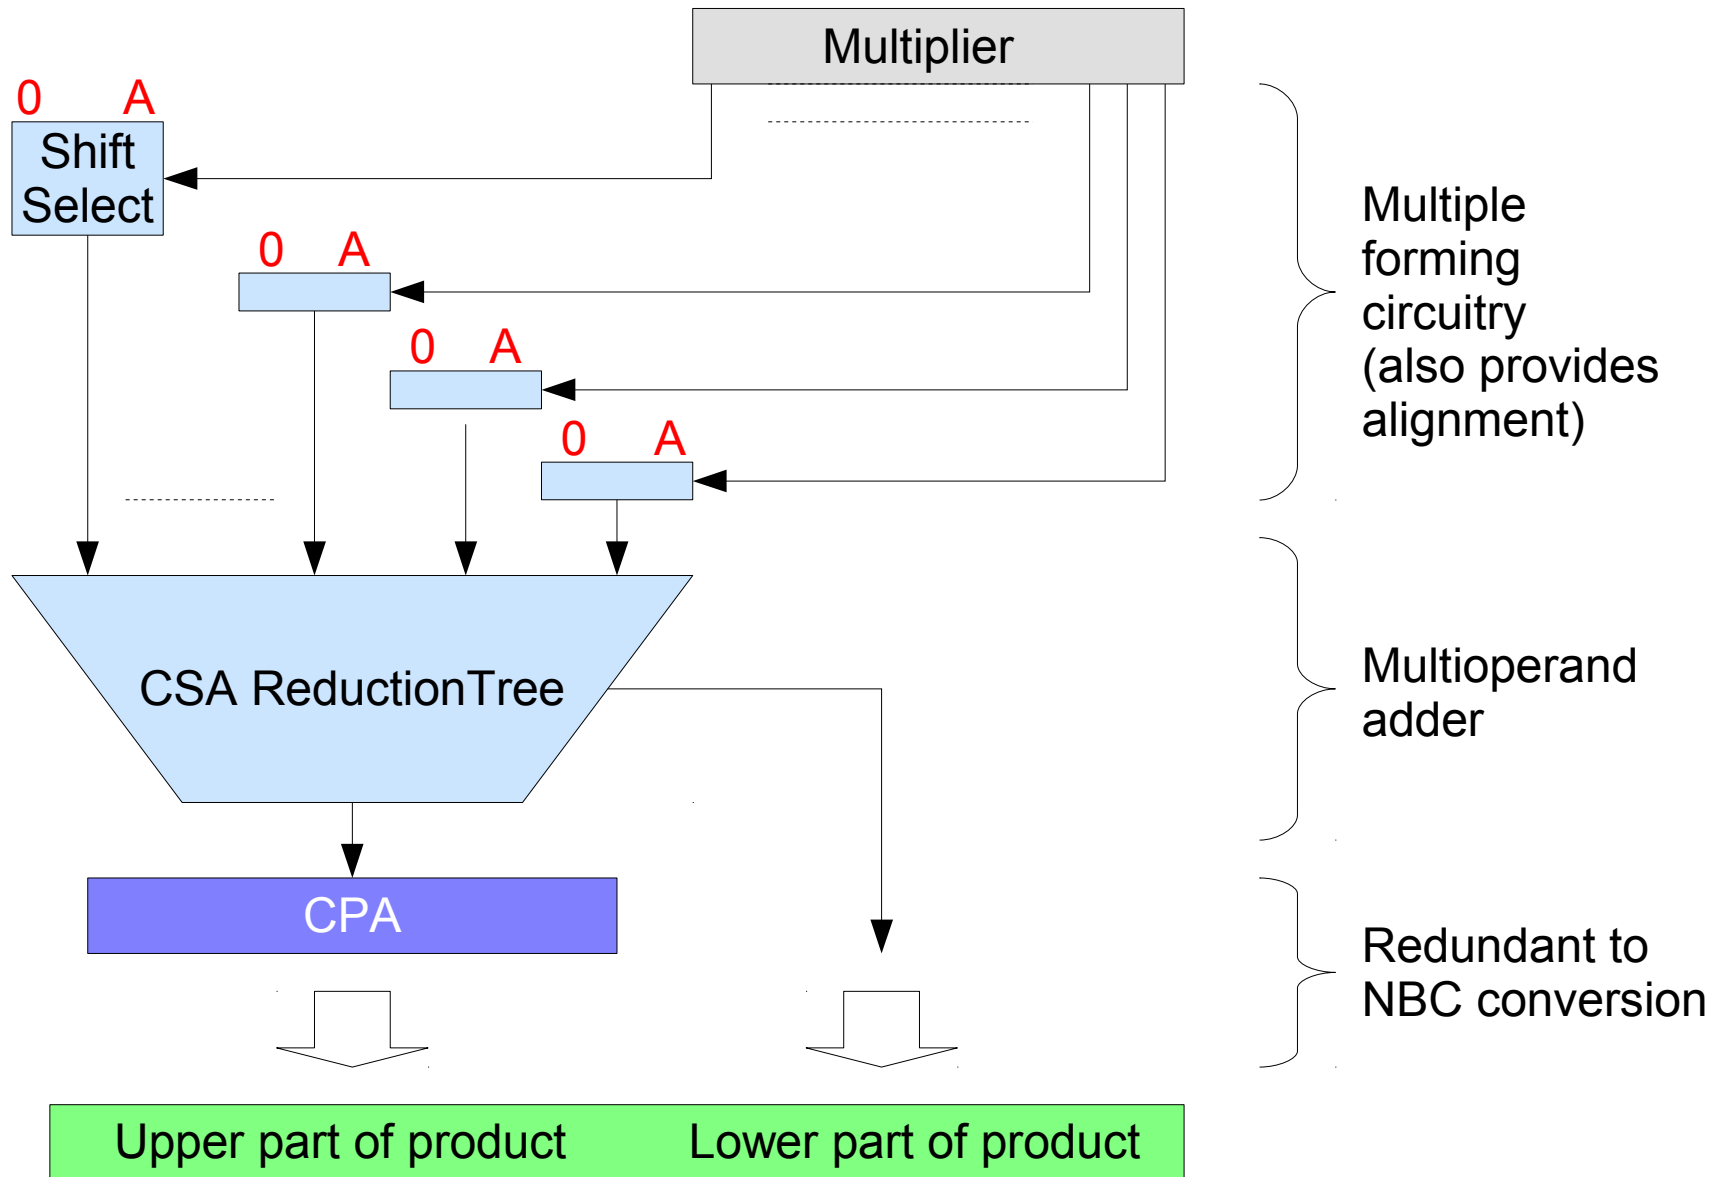 Multiplier
0 A
Shift
Select
0 A
0 A
0 A
Multiple
forming
circuitry
(also provides
alignment)
CSA ReductionTree
Multioperand
adder
CPA
Redundant to
NBC conversion
Upper part of product
Lower part of product